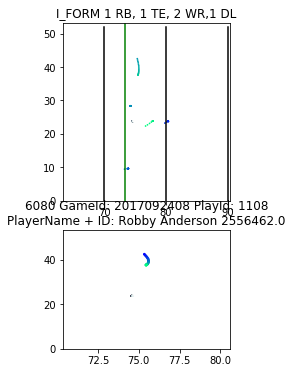 I_FORM 1 RB, 1 TE, 2 WR,1 DL
50
40
30
20
10
0
70 80 90
6080 GameId: 2017092408 PlayId: 1108
PlayerName + ID: Robby Anderson 2556462.0
40
20
0
72.5 75.0 77.5 80.0